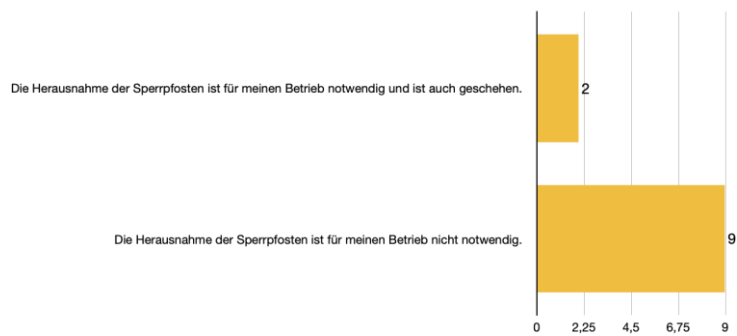 Die Herausnahme der Sperrpfosten ist für meinen Betrieb notwendig und ist auch geschehen.
2
Die Herausnahme der Sperrpfosten ist für meinen Betrieb nicht notwendig.
9
0 2,25 4,5 6,75 9